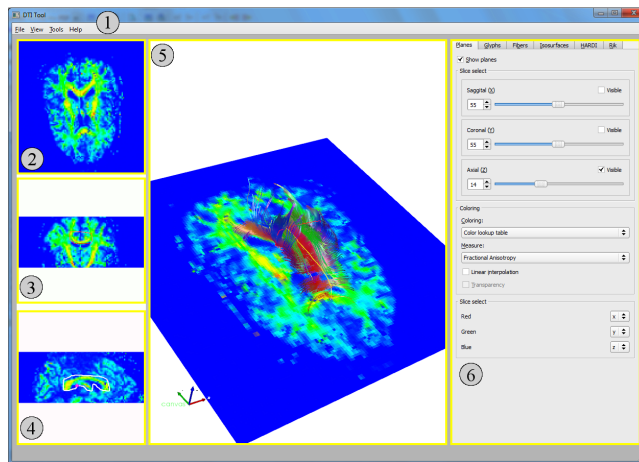 DTI Tool
File View Tools Help
1
2
3
4
5
6
Planes Glyphs Fibers Isosurfaces HARDI Rik
Show planes
Slice select
Saggital (X) Visible
55
Coronal (Y) Visible
55
Axial (Z) Visible
14
Coloring
Coloring:
Color lookup table
Measure:
Fractional Anisotropy
Linear interpolation
Transparency
Slice select
Red x
Green y
Blue z